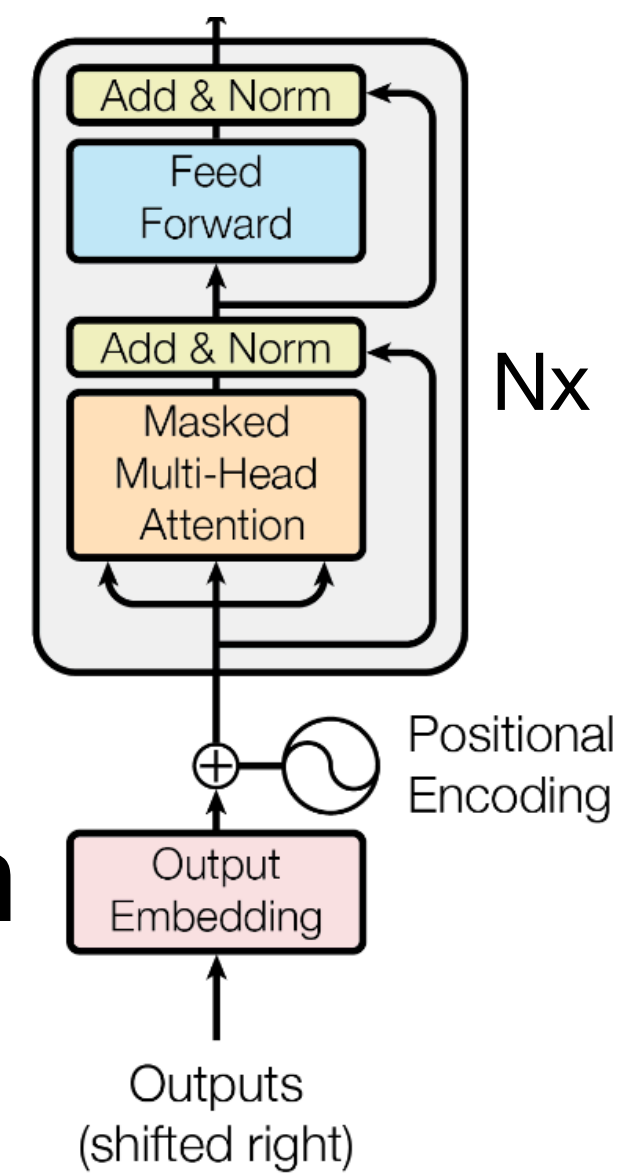 Add & Norm
Feed
Forward
Add & Norm
Nx
Masked
Multi-Head
Attention
Positional
Encoding
n
Output
Embedding
Outputs
(shifted right)